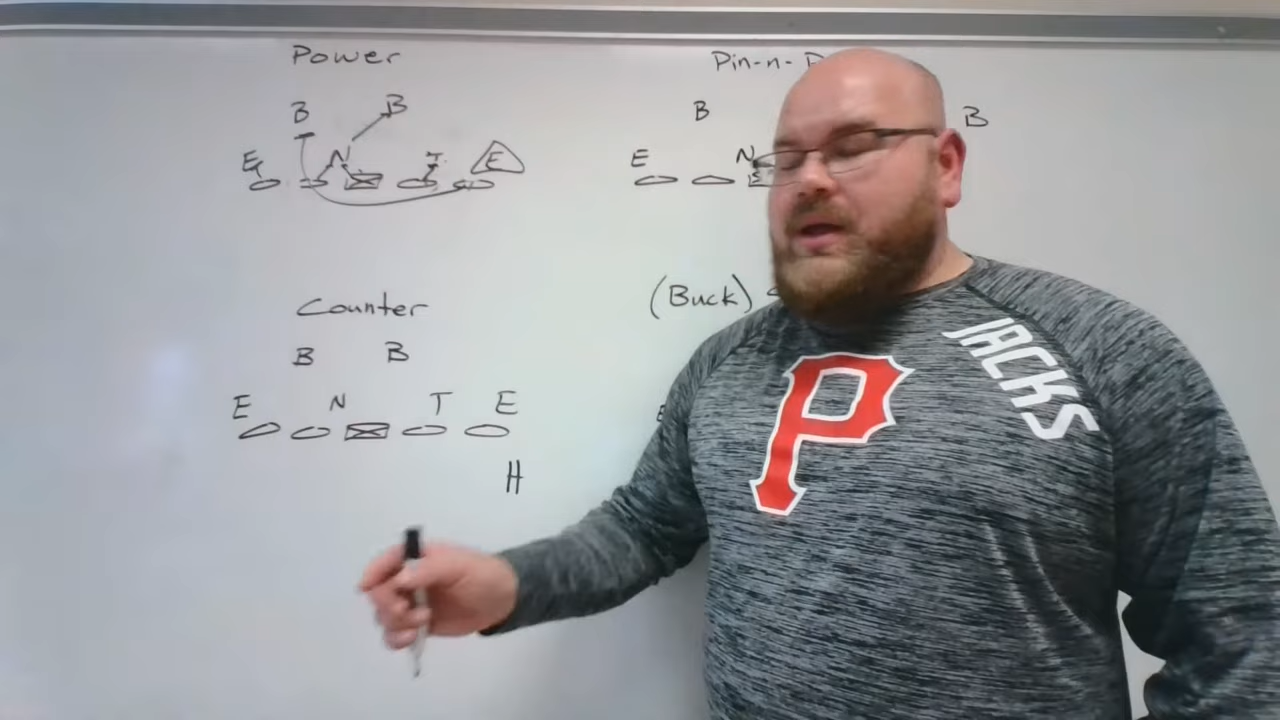 Power
Pin-n-
B B
B B
E N T E
E N
Counter
(Buck)
B B
E N T E
H
E
P
JACKS